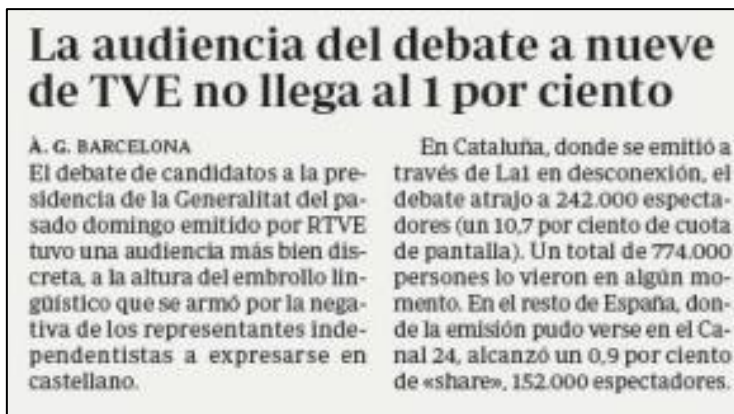 La audiencia del debate a nueve
de TVE no llega al 1 por ciento
À. G. BARCELONA
El debate de candidatos a la pre-
sidencia de la Generalitat del pa-
sado domingo emitido por RTVE
tuvo una audiencia más bien dis-
creta, a la altura del embrollo lin-
güístico que se armó por la nega-
tiva de los representantes inde-
pendentistas a expresarse en
castellano.
En Cataluña, donde se emitió a
través de La1 en desconexión, el
debate atrajo a 242.000 especta-
dores (un 10,7 por ciento de cuota
de pantalla). Un total de 774.000
personas lo vieron en algún mo-
mento. En el resto de España, don-
de la emisión pudo verse en el Ca-
nal 24, alcanzó un 0,9 por ciento
de «share», 152.000 espectadores.